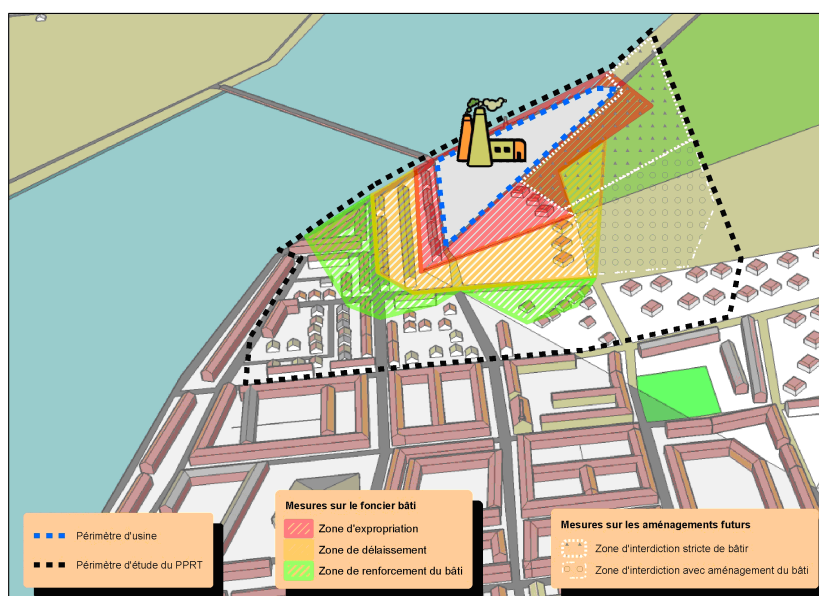 Périmètre d'usine
Périmètre d'étude du PPRT
Mesures sur le foncier bâti
Zone d'expropriation
Zone de délaissement
Zone de renforcement du bâti
Mesures sur les aménagements futurs
Zone d'interdiction stricte de bâtir
Zone d'interdiction avec aménagement du bâti